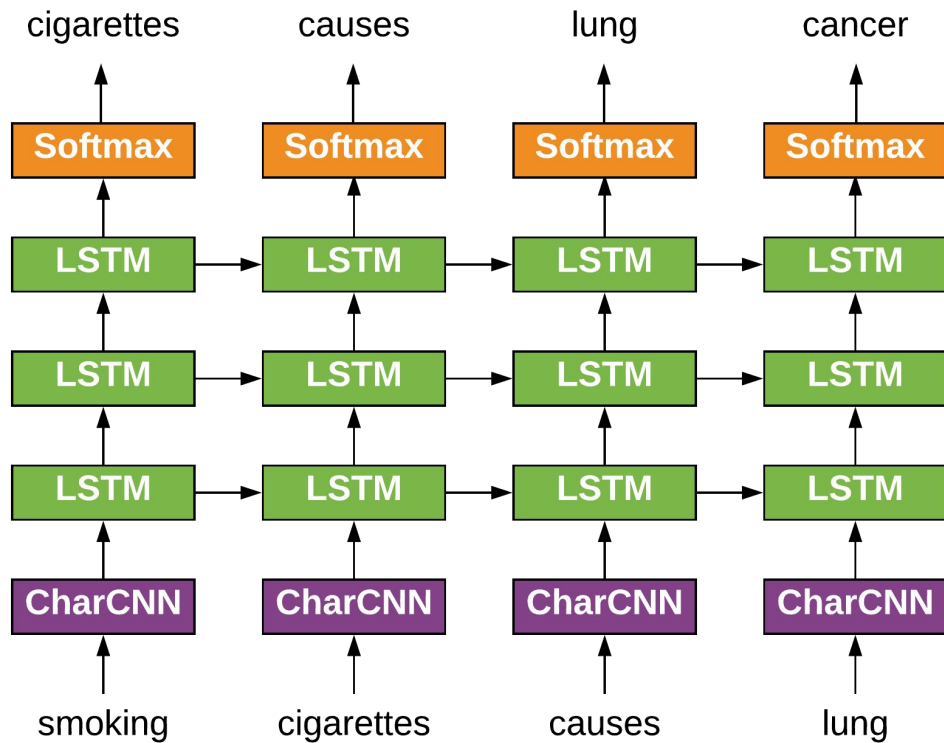 cigarettes causes lung cancer
Softmax Softmax Softmax Softmax
LSTM LSTM LSTM LSTM
LSTM LSTM LSTM LSTM
LSTM LSTM LSTM LSTM
CharCNN CharCNN CharCNN CharCNN
smoking cigarettes causes lung